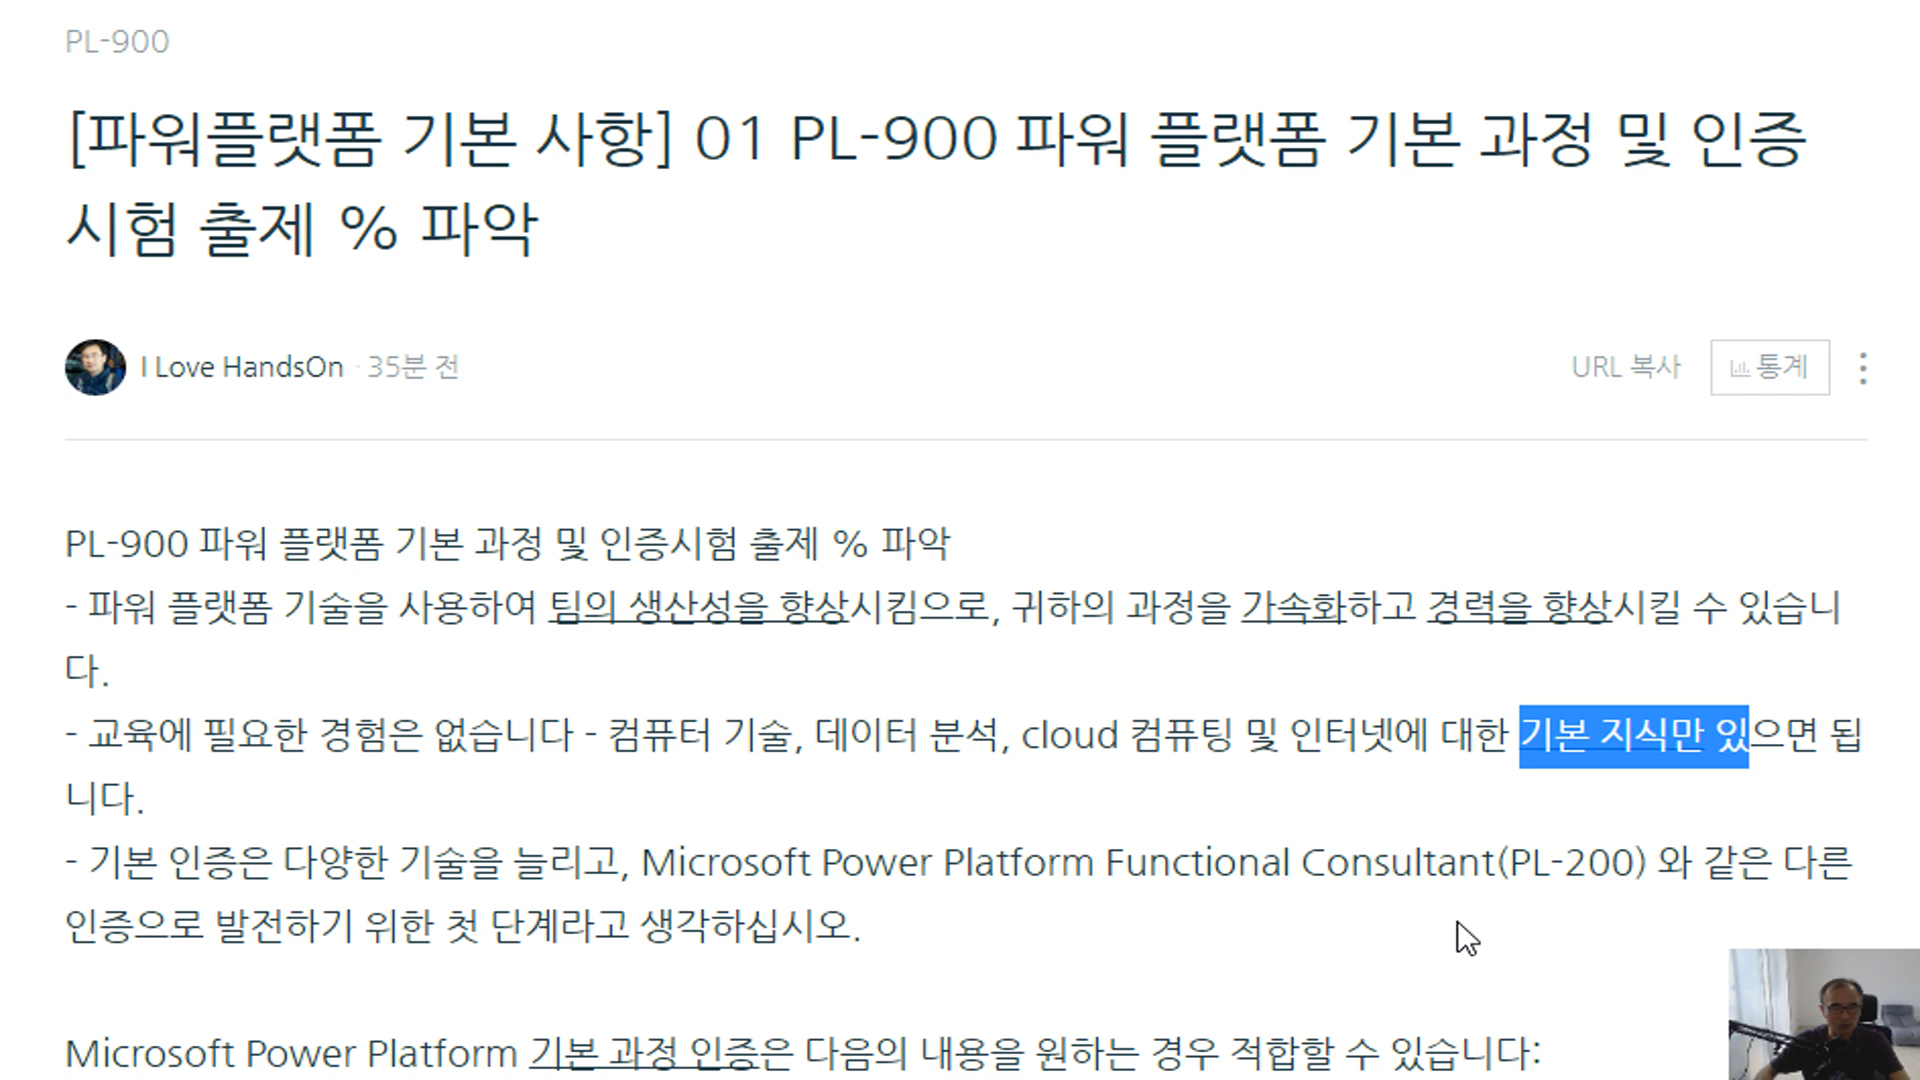 PL-900
[파워플랫폼 기본 사항] 01 PL-900 파워 플랫폼 기본 과정 및 인증
시험 출제 % 파악
I Love HandsOn · 35분 전
URL 복사
통계
PL-900 파워 플랫폼 기본 과정 및 인증시험 출제 % 파악
- 파워 플랫폼 기술을 사용하여 팀의 생산성을 향상시킴으로, 귀하의 과정을 가속화하고 경력을 향상시킬 수 있습니
다.
- 교육에 필요한 경험은 없습니다 - 컴퓨터 기술, 데이터 분석, cloud 컴퓨팅 및 인터넷에 대한 기본 지식만 있으면 됩
니다.
- 기본 인증은 다양한 기술을 늘리고, Microsoft Power Platform Functional Consultant(PL-200) 와 같은 다른
인증으로 발전하기 위한 첫 단계라고 생각하십시오.
Microsoft Power Platform 기본 과정 인증은 다음의 내용을 원하는 경우 적합할 수 있습니다: